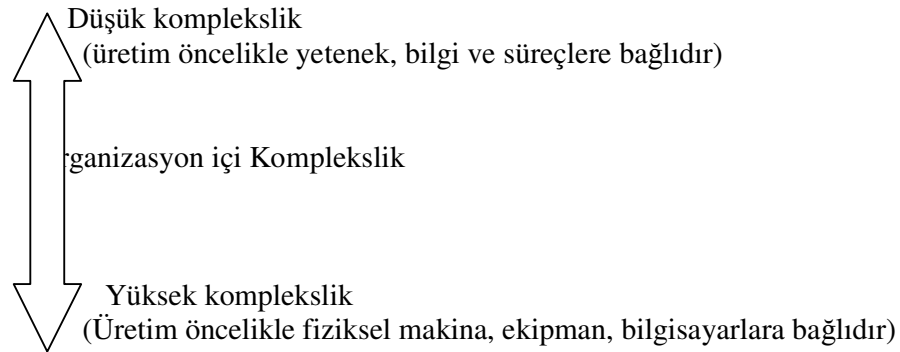 Düşük komplekslik
(üretim öncelikle yetenek, bilgi ve süreçlere bağlıdır)
rganizasyon içi Komplekslik
Yüksek komplekslik
(Üretim öncelikle fiziksel makina, ekipman, bilgisayarlara bağlıdır)